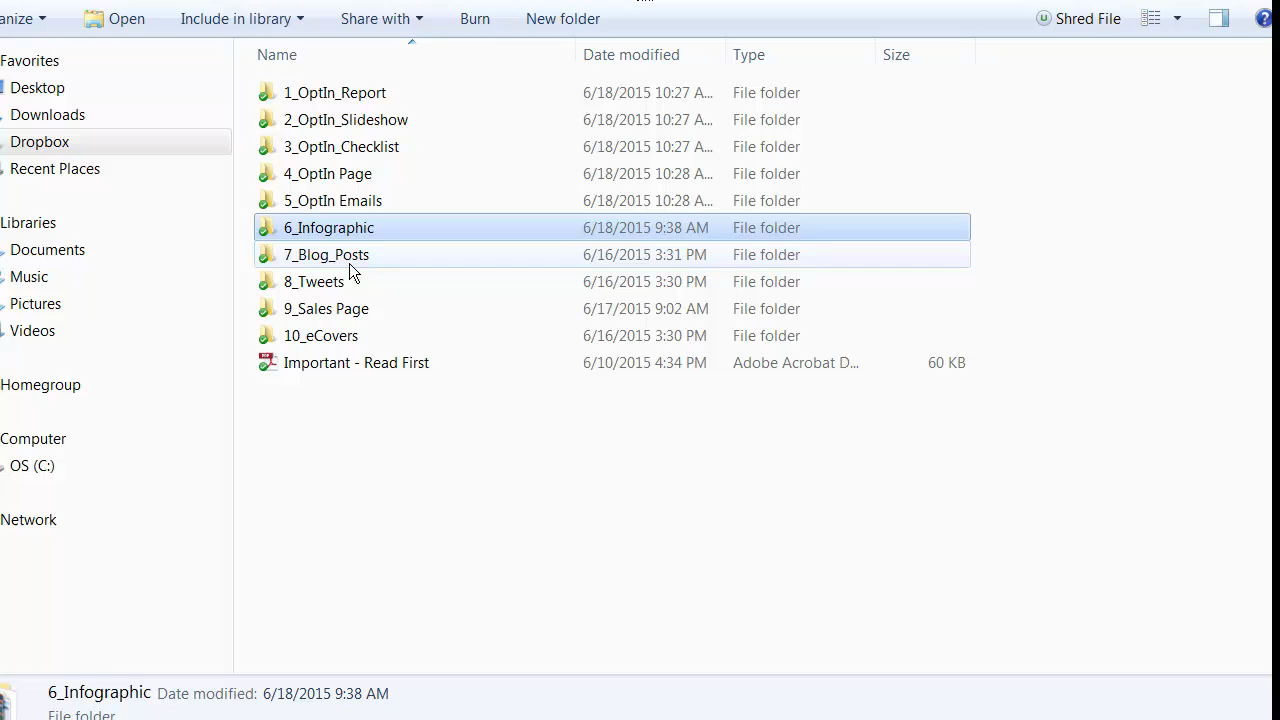 anize Open Include in library Share with Burn New folder Shred File
Name Date modified Type Size
Favorites
Desktop
Downloads
Dropbox
Recent Places
Libraries
Documents
Music
Pictures
Videos
Homegroup
Computer
OS (C:)
Network
1_OptIn_Report 6/18/2015 10:27 A... File folder
2_OptIn_Slideshow 6/18/2015 10:27 A... File folder
3_OptIn_Checklist 6/18/2015 10:27 A... File folder
4_OptIn Page 6/18/2015 10:28 A... File folder
5_OptIn Emails 6/18/2015 10:28 A... File folder
6_Infographic 6/18/2015 9:38 AM File folder
7_Blog_Posts 6/16/2015 3:31 PM File folder
8_Tweets 6/16/2015 3:30 PM File folder
9_Sales Page 6/17/2015 9:02 AM File folder
10_eCovers 6/16/2015 3:30 PM File folder
Important - Read First 6/10/2015 4:34 PM Adobe Acrobat D... 60 KB
6_Infographic Date modified: 6/18/2015 9:38 AM
File folder